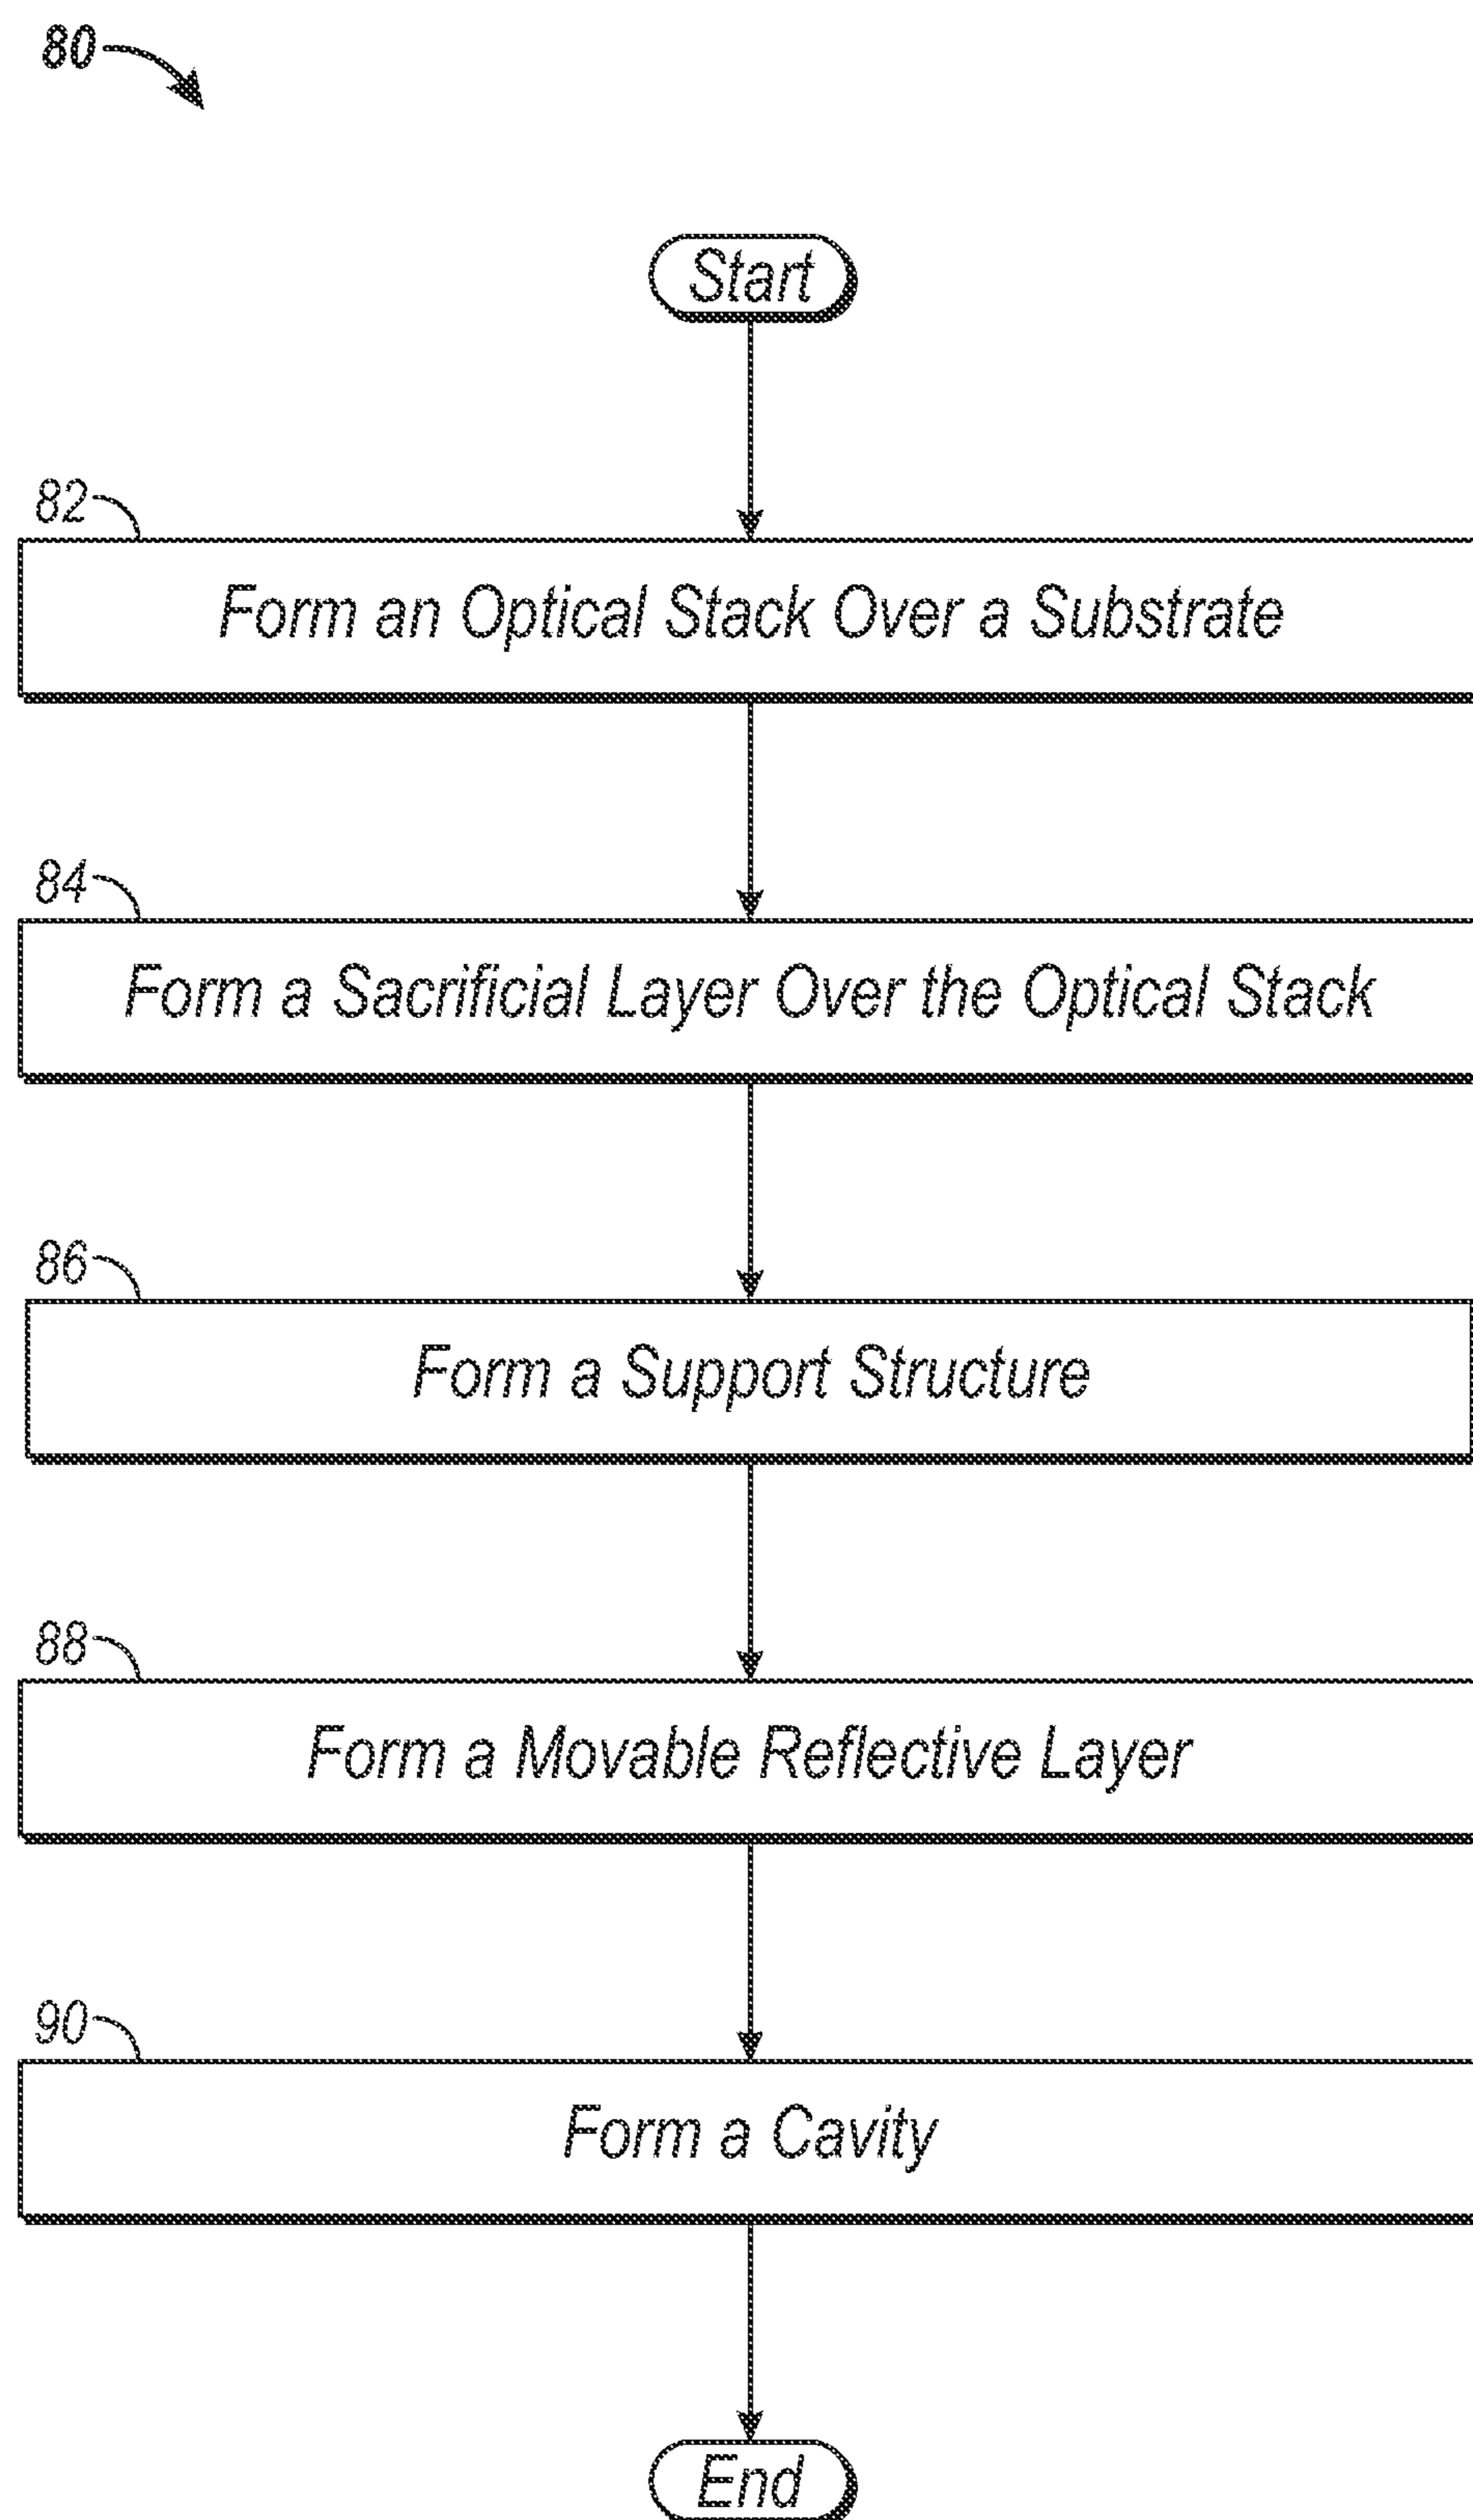 80
Start
82
Form an Optical Stack Over a Substrate
84
Form a Sacrificial Layer Over the Optical Stack
86
Form a Support Structure
88
Form a Movable Reflective Layer
90
Form a Cavity
End